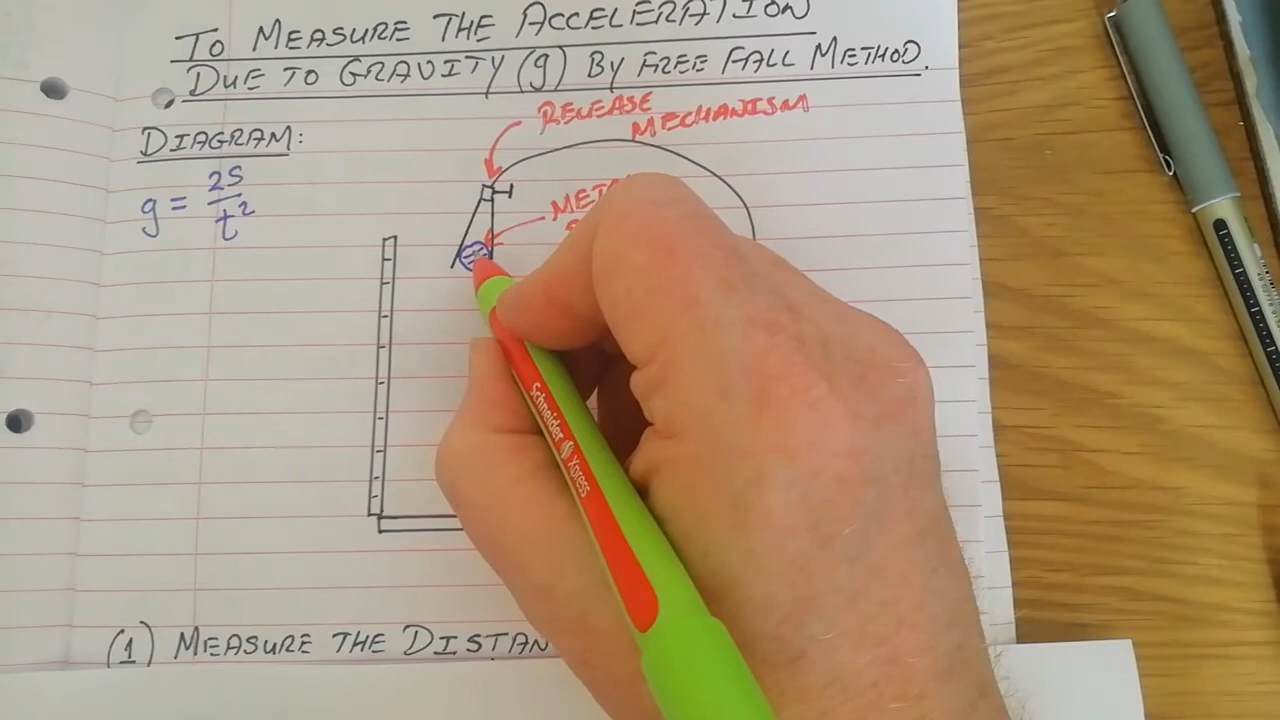 TO MEASURE THE ACCELERATION
DUE TO GRAVITY (g) BY FREE FALL METHOD.
RELEASE
MECHANISM
DIAGRAM:
g = 2S
t²
(1) MEASURE THE
Schneider Xpress